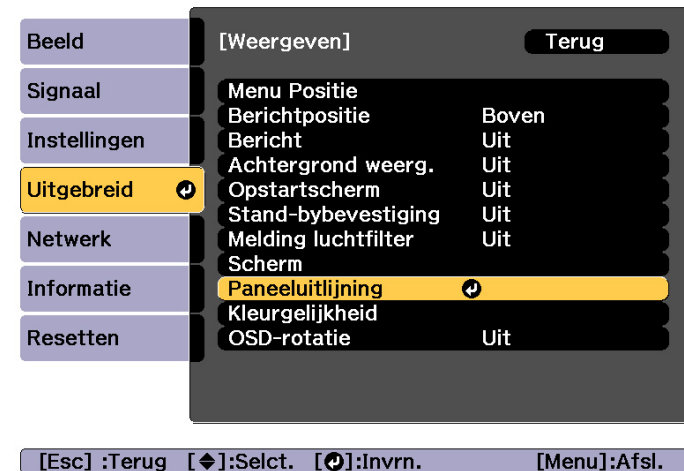 Beeld
Signaal
Instellingen
Uitgebreid
Netwerk
Informatie
Resetten
[Weergeven] Terug
Menu Positie
Berichtpositie Boven
Bericht Uit
Achtergrond weerg. Uit
Opstartscherm Uit
Stand-bybevestiging Uit
Melding luchtfilter Uit
Scherm
Paneeluitlijning
Kleurgelijkheid
OSD-rotatie Uit
[Esc] :Terug [◆]:Selct. [⏎]:Invrn. [Menu]:Afsl.